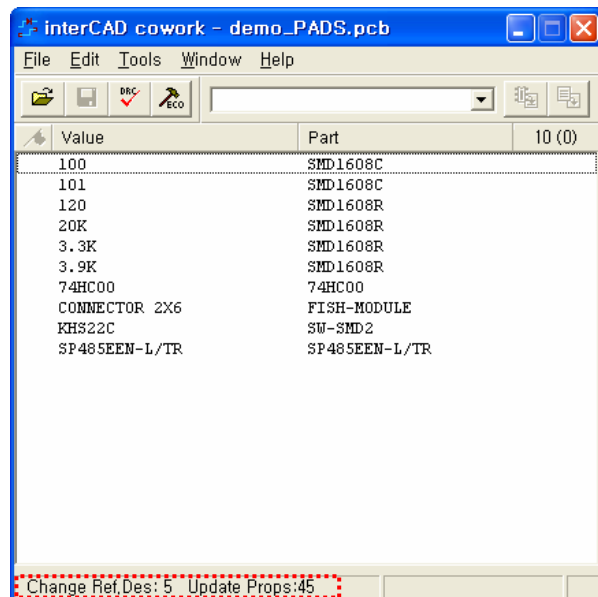 interCAD cowork - demo_PADS.pcb
File Edit Tools Window Help
DRC ECO
Value Part 10 (0)
100 SMD1608C
101 SMD1608C
120 SMD1608R
20K SMD1608R
3.3K SMD1608R
3.9K SMD1608R
74HC00 74HC00
CONNECTOR 2X6 FISH-MODULE
KHS22C SW-SMD2
SP485EEN-L/TR SP485EEN-L/TR
Change Ref,Des: 5 Update Props:45